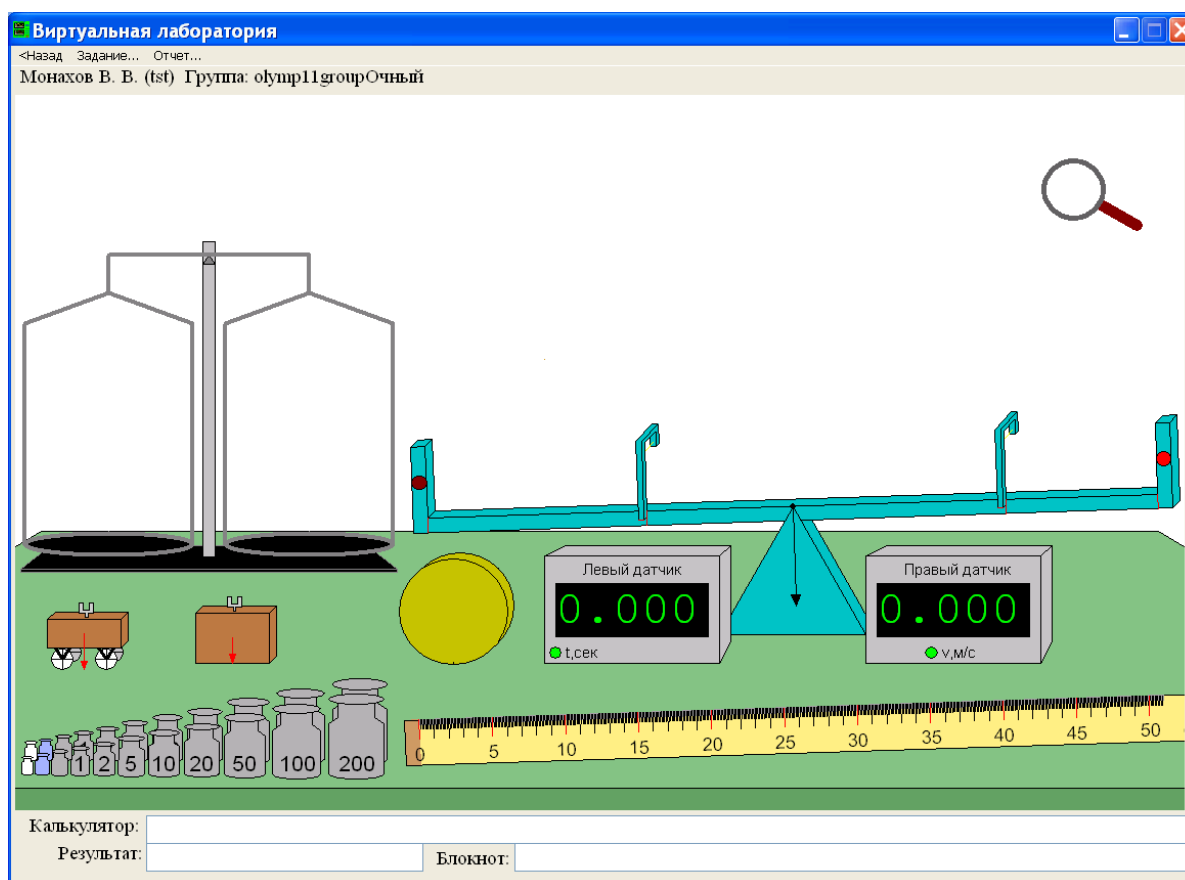 Виртуальная лаборатория
<Назад Задание... Отчет...
Монахов В. В. (tst) Группа: olymp11groupОчный
Левый датчик
Правый датчик
0.000
0.000
t,сек
v,м/с
1 2 5 10 20 50 100 200
0 5 10 15 20 25 30 35 40 45 50
Калькулятор:
Результат:
Блокнот: